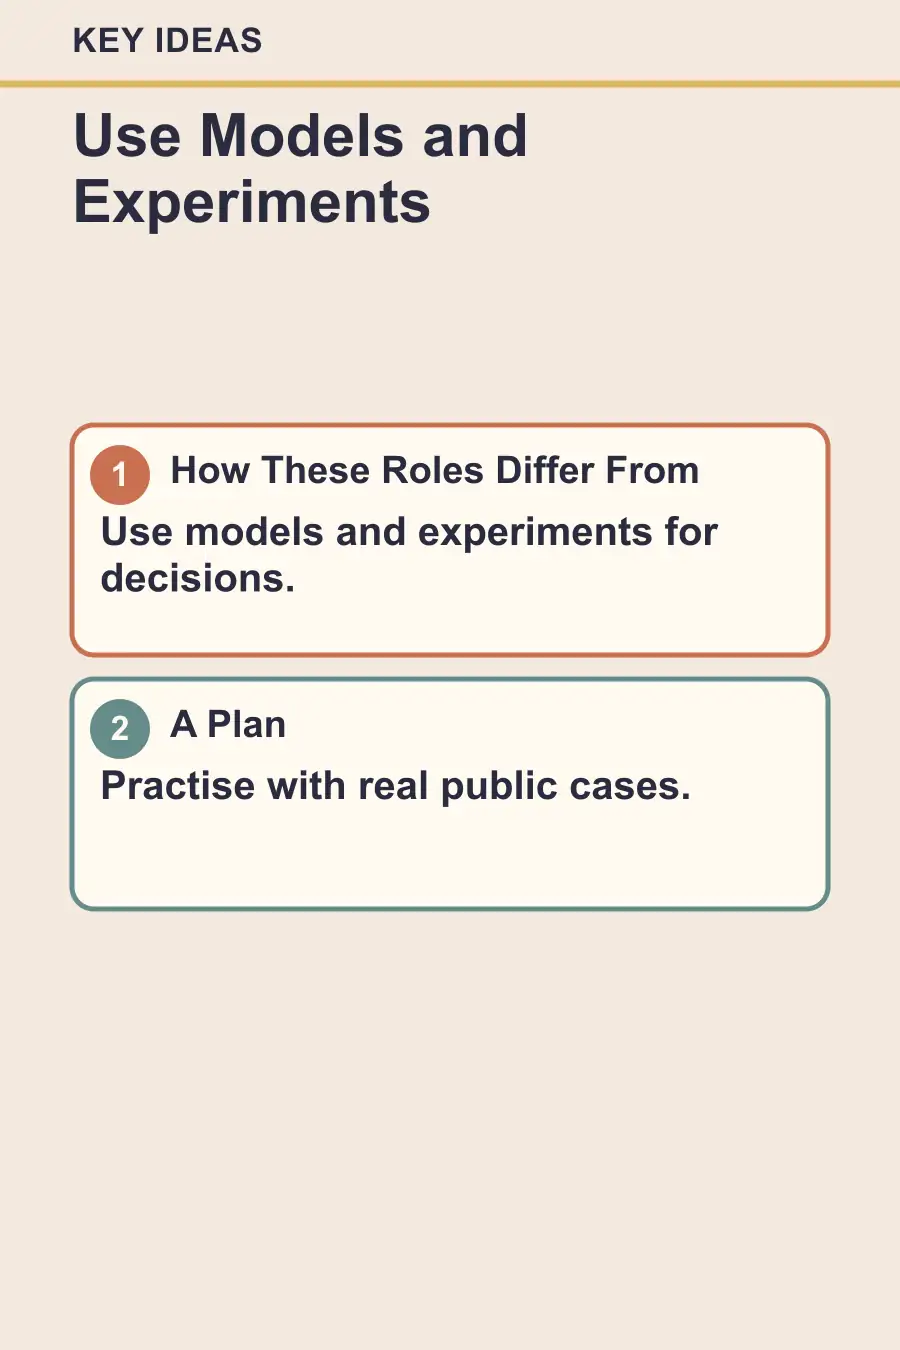 KEY IDEAS
Use Models and
Experiments
1 How These Roles Differ From
Use models and experiments for
decisions.
2 A Plan
Practise with real public cases.